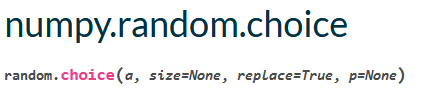 numpy.random.choice
random.choice(a, size=None, replace=True, p=None)